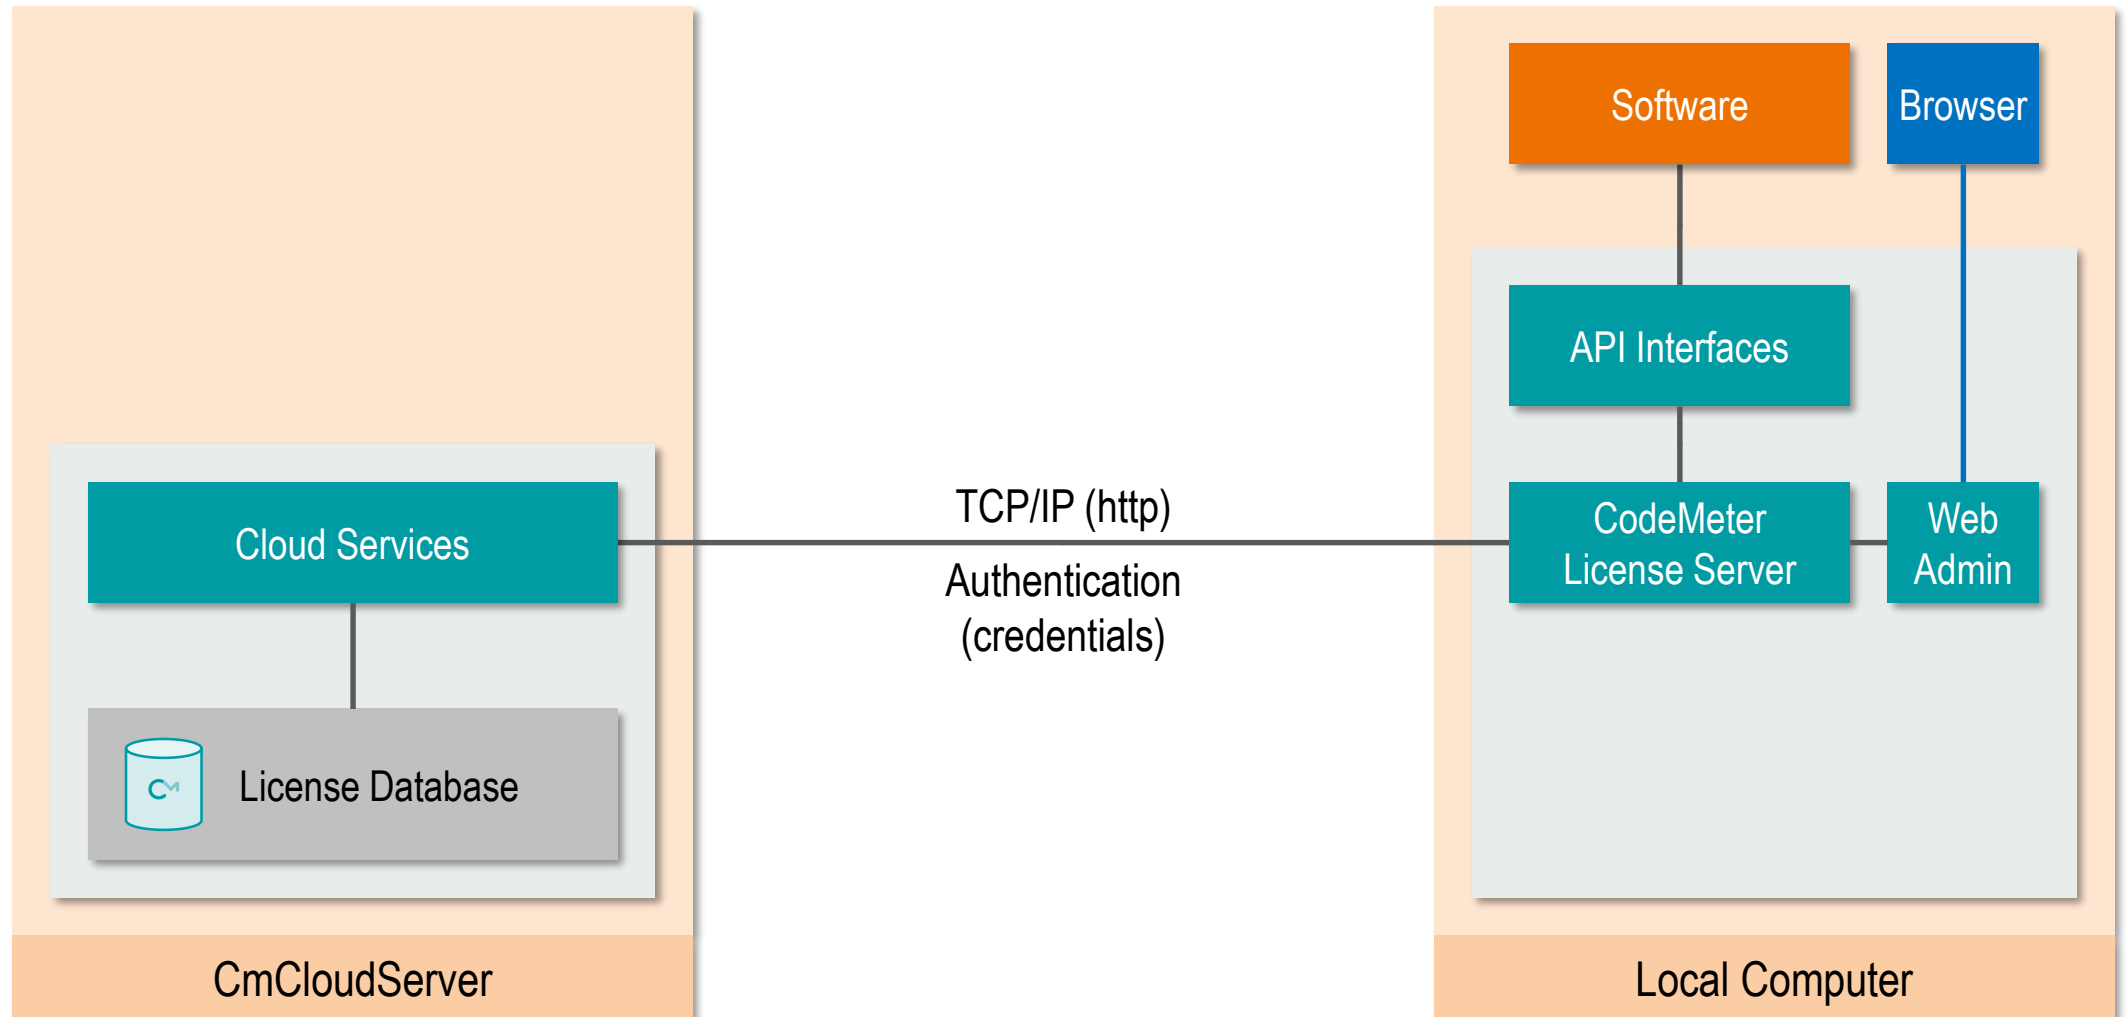 Software
Browser
API Interfaces
Cloud Services
TCP/IP (http)
Authentication
(credentials)
CodeMeter
License Server
Web
Admin
CM
License Database
CmCloudServer
Local Computer